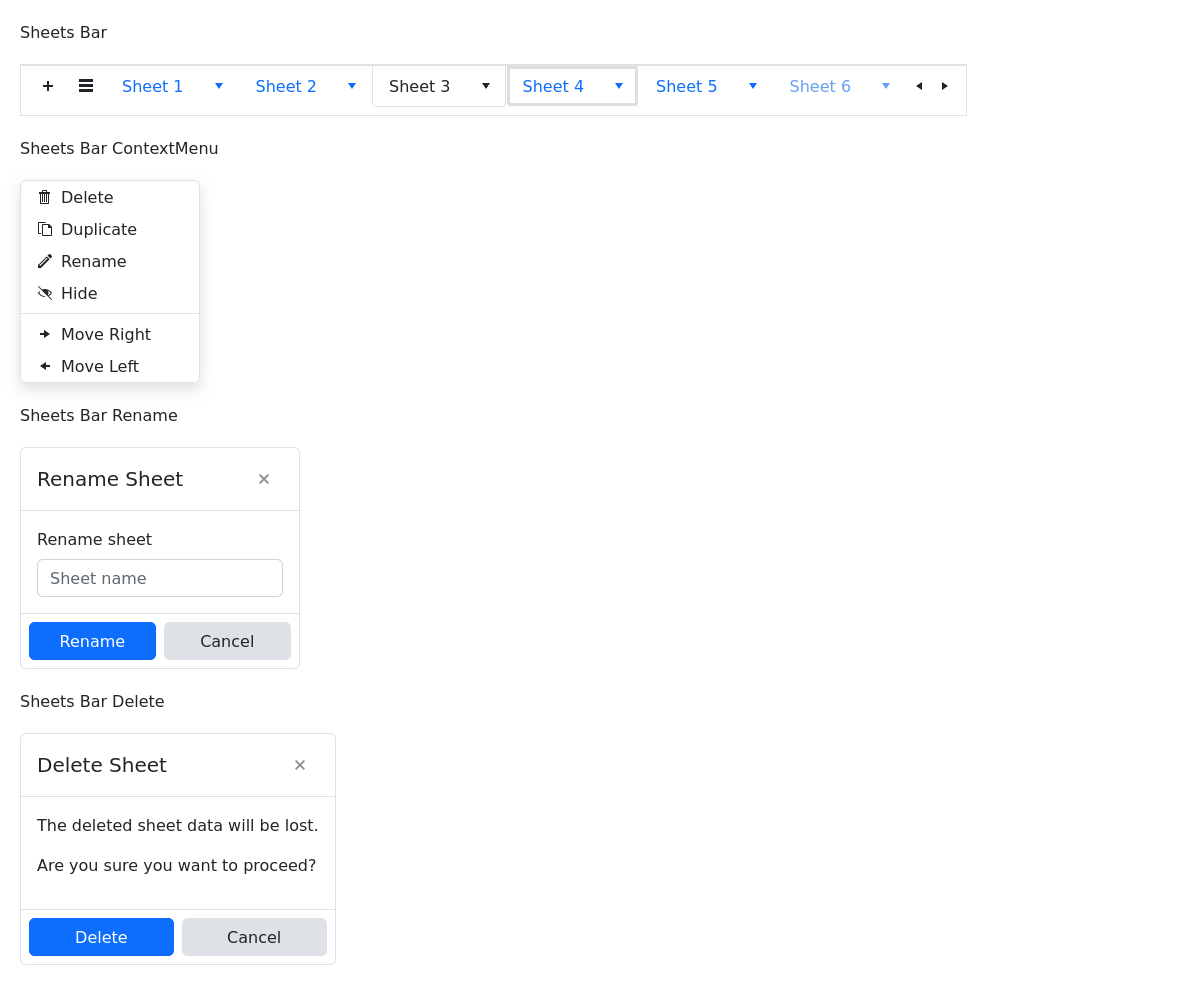 Sheets Bar
Sheet 1 Sheet 2 Sheet 3 Sheet 4 Sheet 5 Sheet 6
Sheets Bar ContextMenu
Delete
Duplicate
Rename
Hide
Move Right
Move Left
Sheets Bar Rename
Rename Sheet
Rename sheet
Sheet name
Rename Cancel
Sheets Bar Delete
Delete Sheet
The deleted sheet data will be lost.
Are you sure you want to proceed?
Delete Cancel